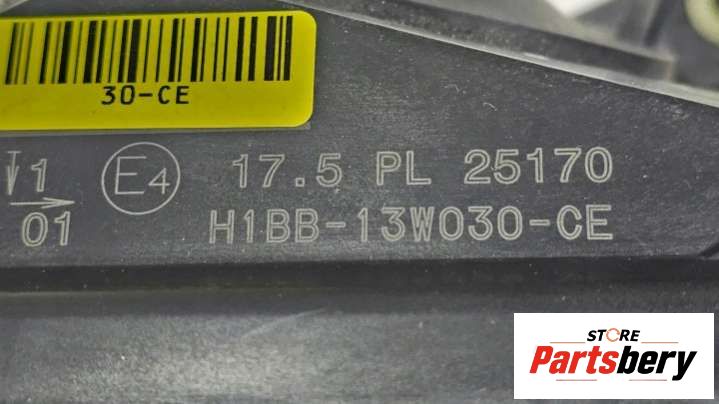 30-CE
1 E4 17.5 PL 25170
01 H1BB-13W030-CE
STORE
Partsbery